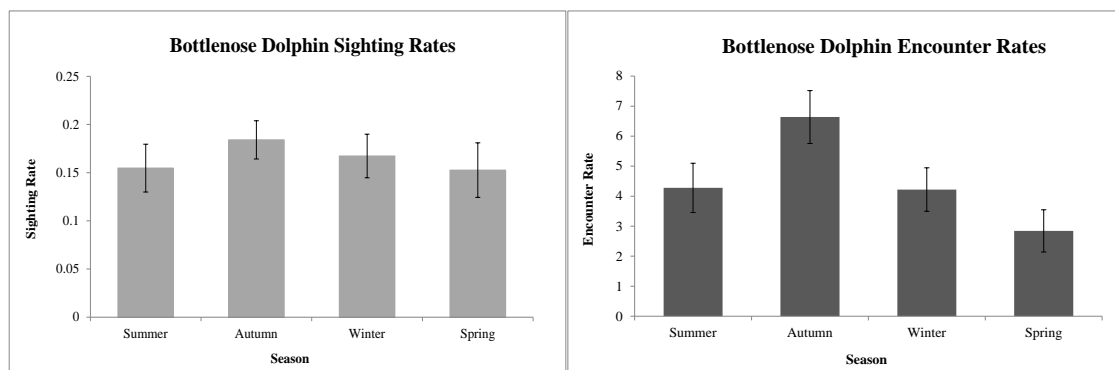 Bottlenose Dolphin Sighting Rates
0.25
0.2
0.15
0.1
0.05
0
Sighting Rate
Summer Autumn Winter Spring
Season
Bottlenose Dolphin Encounter Rates
8
7
6
5
4
3
2
1
0
Encounter Rate
Summer Autumn Winter Spring
Season